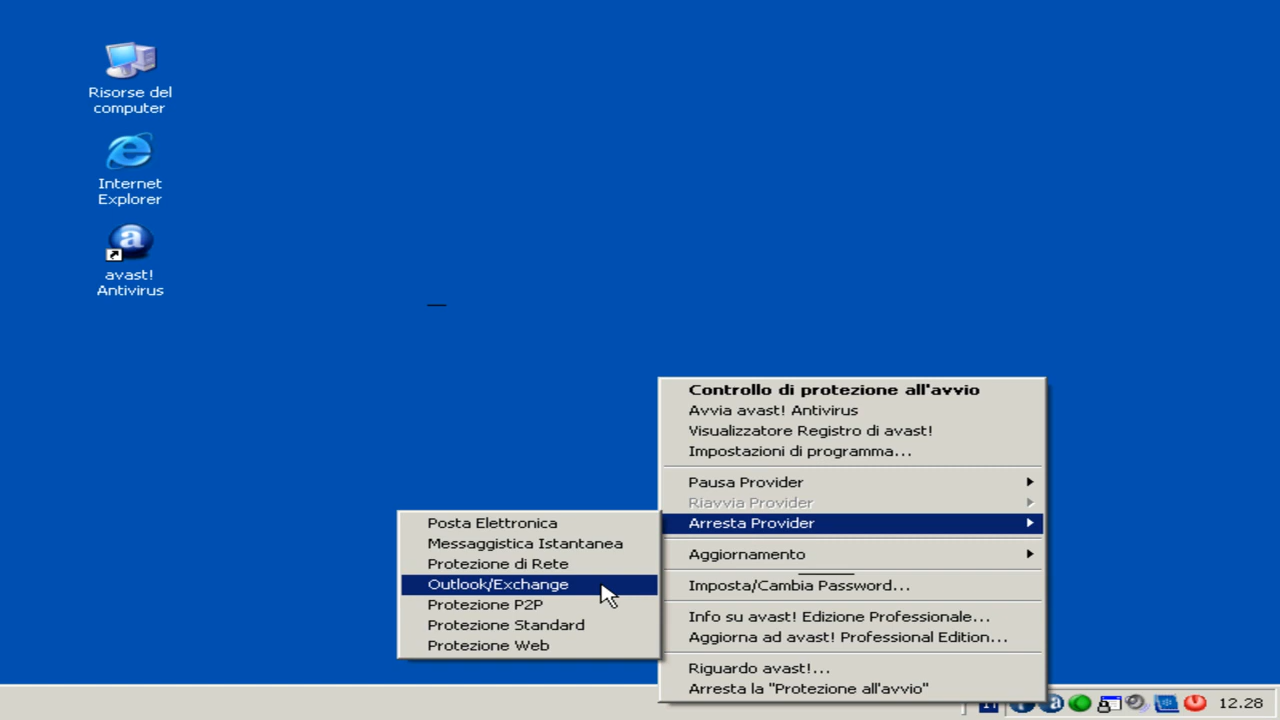 Risorse del
computer
Internet
Explorer
avast!
Antivirus
Controllo di protezione all'avvio
Avvia avast! Antivirus
Visualizzatore Registro di avast!
Impostazioni di programma...
Pausa Provider
Riavvia Provider
Arresta Provider
Aggiornamento
Imposta/Cambia Password...
Info su avast! Edizione Professionale...
Aggiorna ad avast! Professional Edition...
Riguardo avast!...
Arresta la "Protezione all'avvio"
Posta Elettronica
Messaggistica Istantanea
Protezione di Rete
Outlook/Exchange
Protezione P2P
Protezione Standard
Protezione Web
12.28